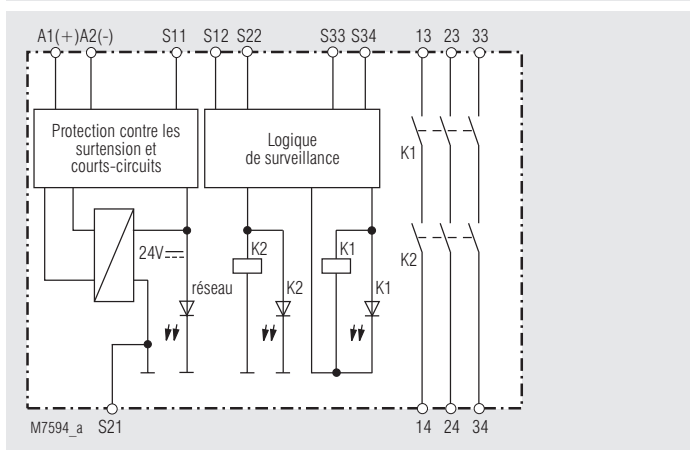 A1(+) A2(-) S11 S12 S22 S33 S34 13 23 33
Protection contre les
surtension et
courts-circuits
Logique
de surveillance
K1
K2
24V
K2
K1
réseau
K2
K1
M7594_a S21 14 24 34